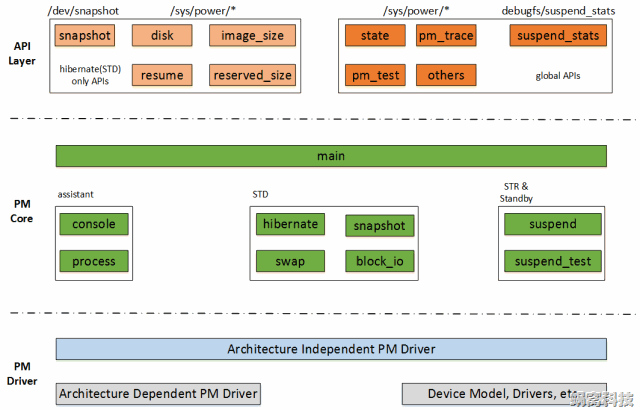 /dev/snapshot /sys/power/* /sys/power/* debugfs/suspend_stats
API
Layer
snapshot disk image_size state pm_trace suspend_stats
hibernate(STD)
only APIs
resume reserved_size pm_test others global APIs
main
PM
Core
assistant STD STR &
Standby
console hibernate snapshot suspend
process swap block_io suspend_test
PM
Driver
Architecture Independent PM Driver
Architecture Dependent PM Driver Device Model, Drivers, etc.
蜗窝科技